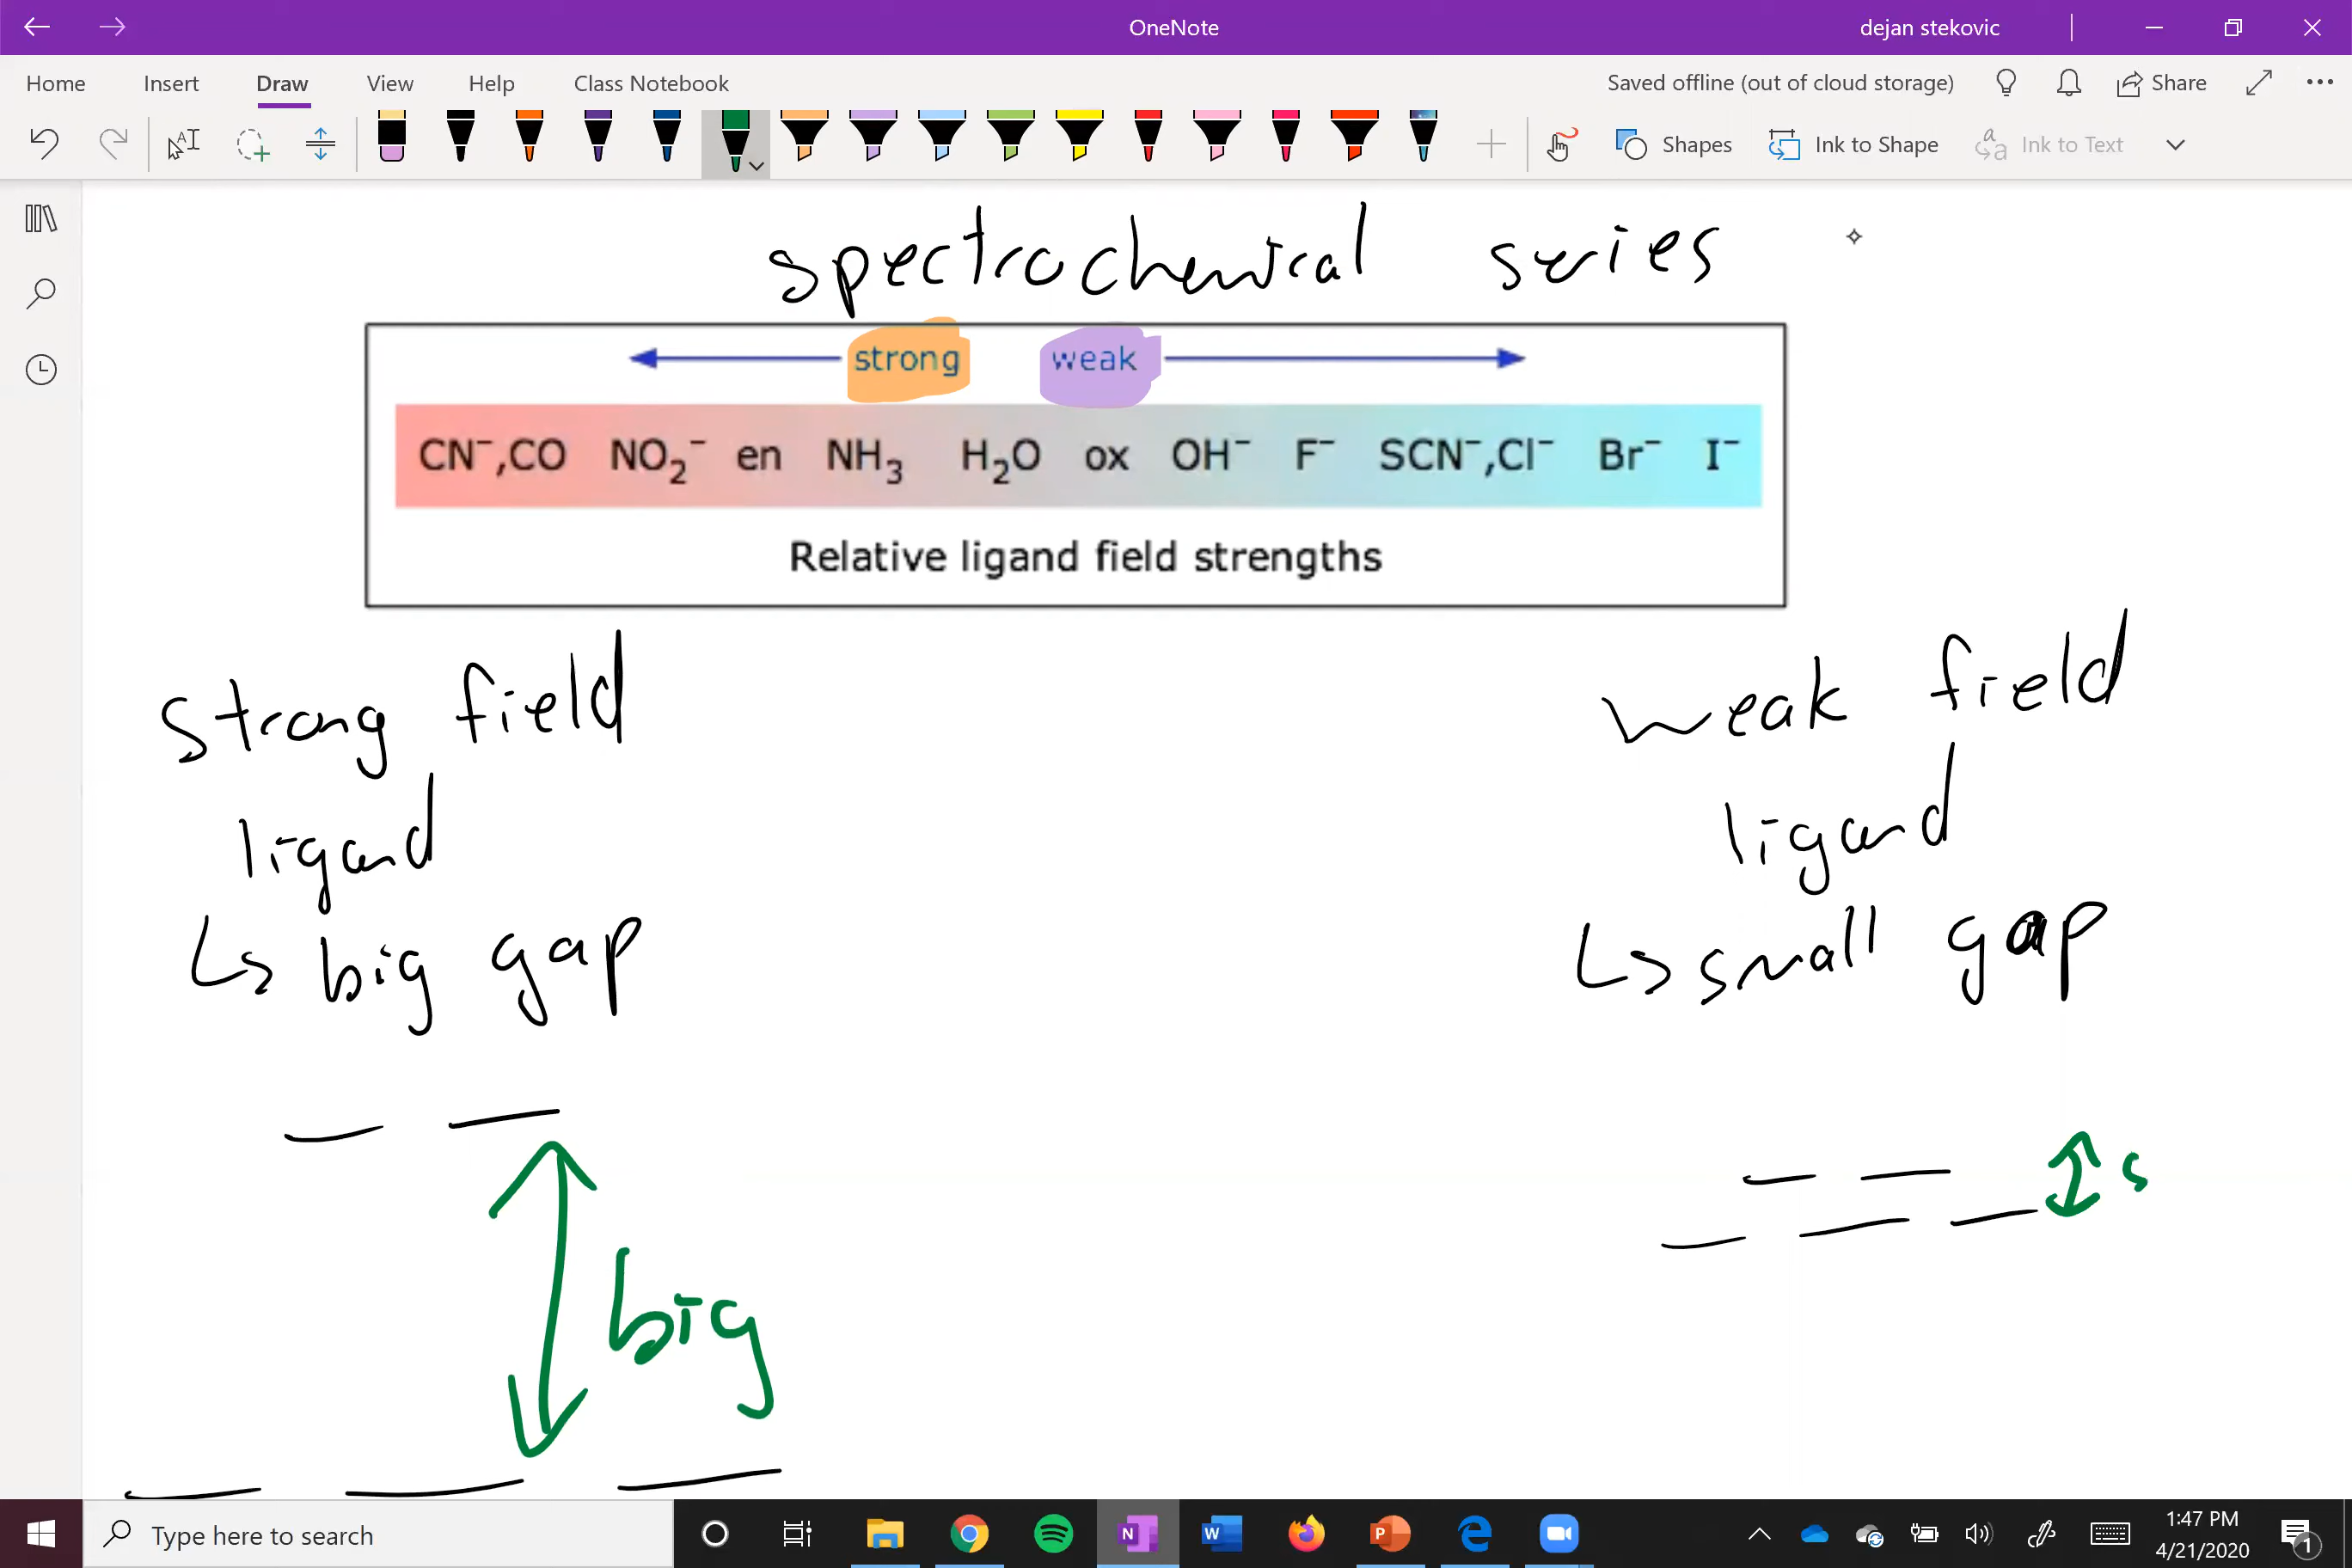 OneNote
dejan stekovic
Home Insert Draw View Help Class Notebook
Saved offline (out of cloud storage) Share
Shapes Ink to Shape Ink to Text
spectrochemical series
strong weak
CN⁻,CO NO₂⁻ en NH₃ H₂O ox OH⁻ F⁻ SCN⁻,Cl⁻ Br⁻ I⁻
Relative ligand field strengths
Strong field
ligand
↳ big gap
big
weak field
ligand
↳ small gap
s
Type here to search
1:47 PM
4/21/2020
1